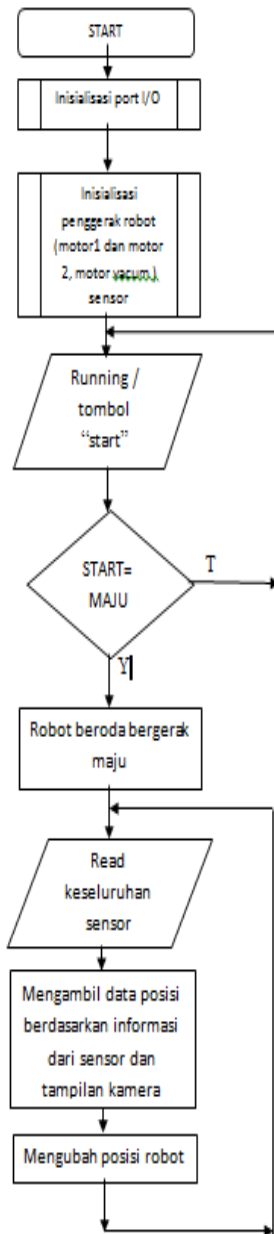 START
Inisialisasi port I/O
Inisialisasi
penggerak robot
(motor1 dan motor
2, motor vacum)
sensor
Running /
tombol
“start”
START=
MAJU
T
Y
Robot beroda bergerak
maju
Read
keseluruhan
sensor
Mengambil data posisi
berdasarkan informasi
dari sensor dan
tampilan kamera
Mengubah posisi robot